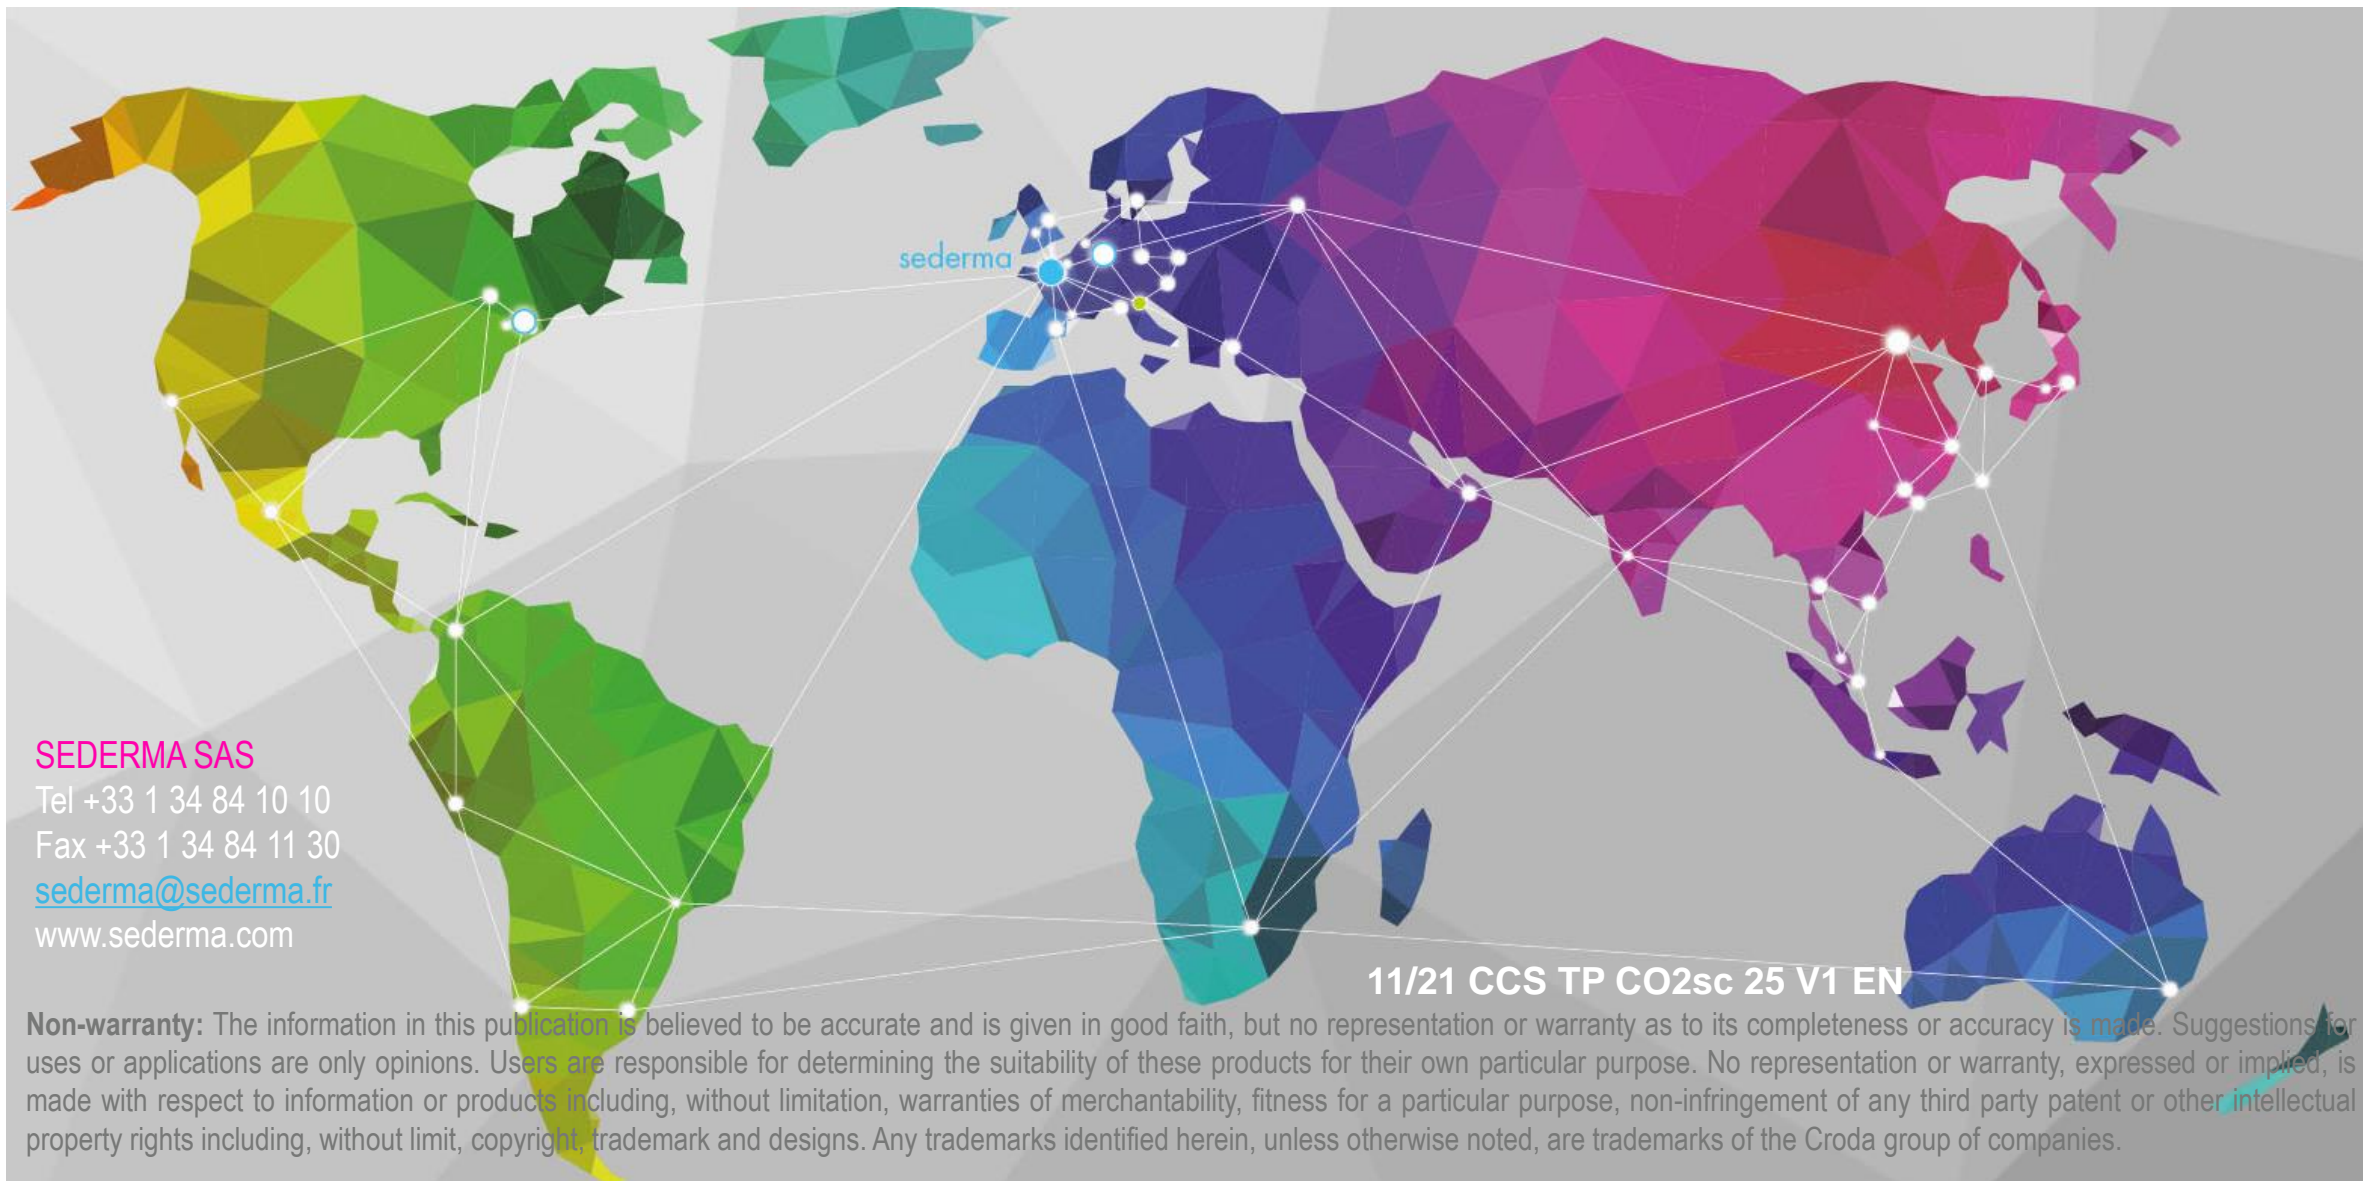 sederma
SEDERMA SAS
Tel +33 1 34 84 10 10
Fax +33 1 34 84 11 30
sederma@sederma.fr
www.sederma.com
11/21 CCS TP CO2sc 25 V1 EN
Non-warranty: The information in this publication is believed to be accurate and is given in good faith, but no representation or warranty as to its completeness or accuracy is made. Suggestions for
uses or applications are only opinions. Users are responsible for determining the suitability of these products for their own particular purpose. No representation or warranty, expressed or implied, is
made with respect to information or products including, without limitation, warranties of merchantability, fitness for a particular purpose, non-infringement of any third party patent or other intellectual
property rights including, without limit, copyright, trademark and designs. Any trademarks identified herein, unless otherwise noted, are trademarks of the Croda group of companies.